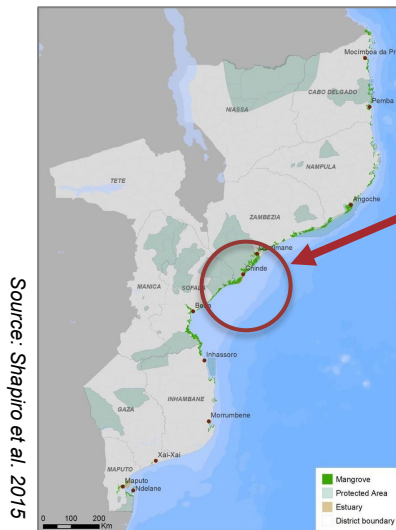 Mocimboa da Pr
CABO DELGADO
NIASSA
Pemba
NAMPULA
TETE
Angoche
ZAMBEZIA
Chinde
MANICA
SOFALA
Beira
Inhassoro
INHAMBANE
GAZA
Morrumbene
Xai-Xai
MAPUTO
Maputo
Ndelane
Mangrove
Protected Area
Estuary
District boundary
0 100 200
Km
Source: Shapiro et al. 2015